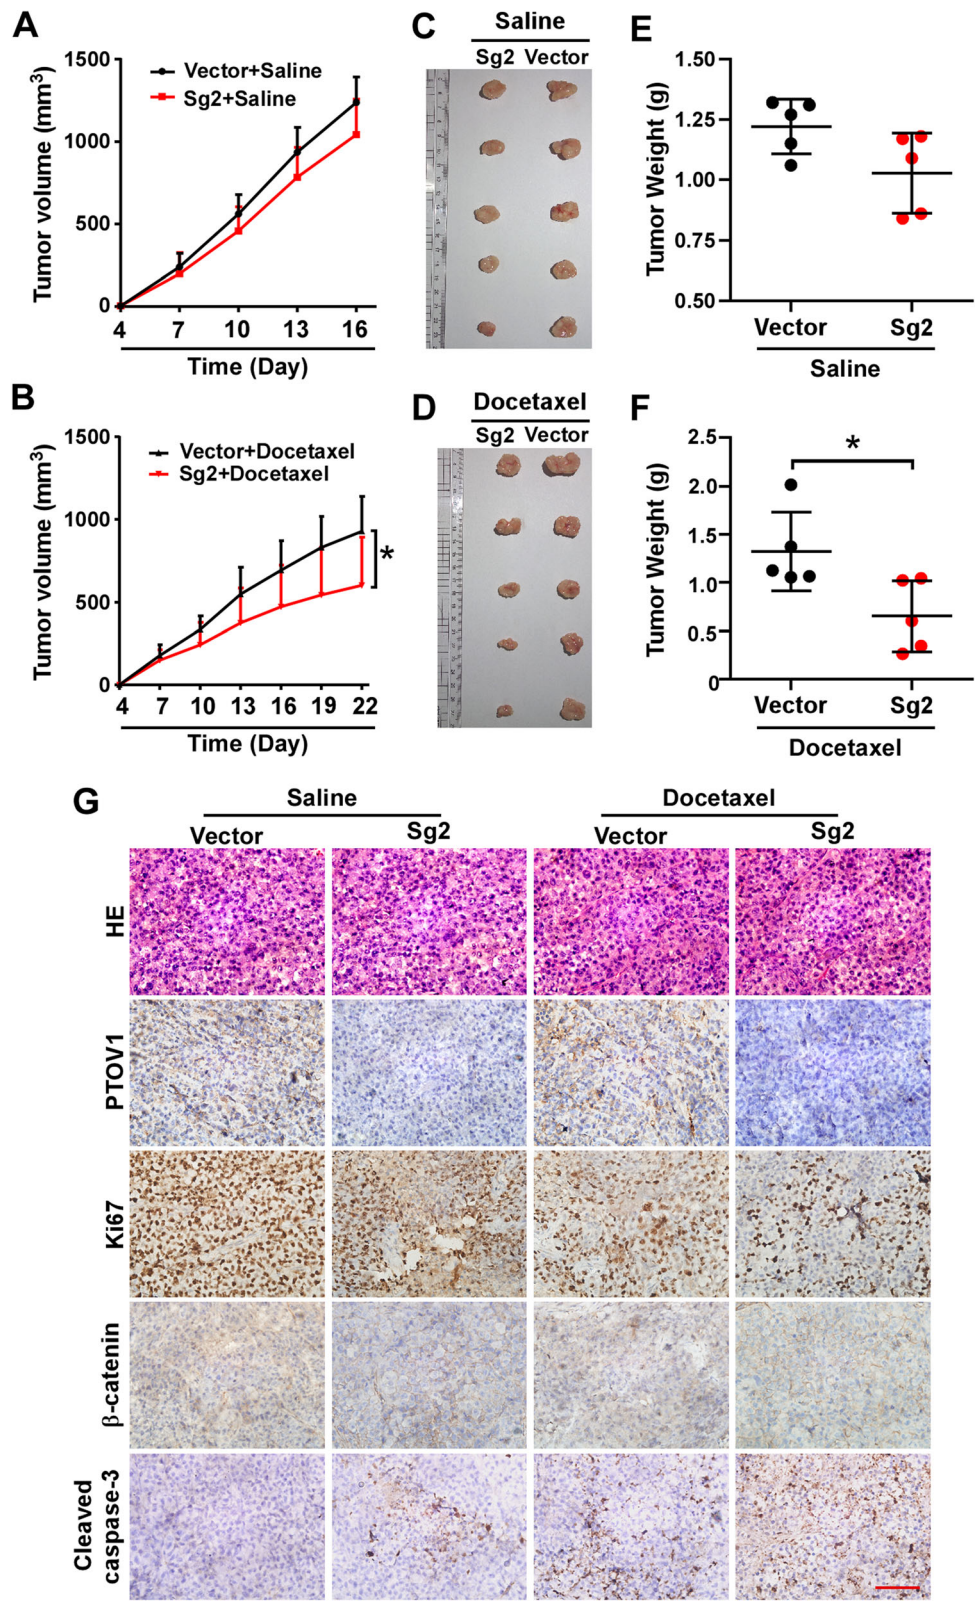 A
Tumor volume (mm³)
1500
1000
500
0
Vector+Saline
Sg2+Saline
4 7 10 13 16
Time (Day)
B
Tumor volume (mm³)
1500
1000
500
0
Vector+Docetaxel
Sg2+Docetaxel
*
4 7 10 13 16 19 22
Time (Day)
C
Saline
Sg2 Vector
D
Docetaxel
Sg2 Vector
E
Tumor Weight (g)
1.50
1.25
1.00
0.75
0.50
Vector Sg2
Saline
F
Tumor Weight (g)
2.5
2.0
1.5
1.0
0.5
0
*
Vector Sg2
Docetaxel
G
Saline Docetaxel
Vector Sg2 Vector Sg2
HE
PTOV1
Ki67
β-catenin
Cleaved
caspase-3